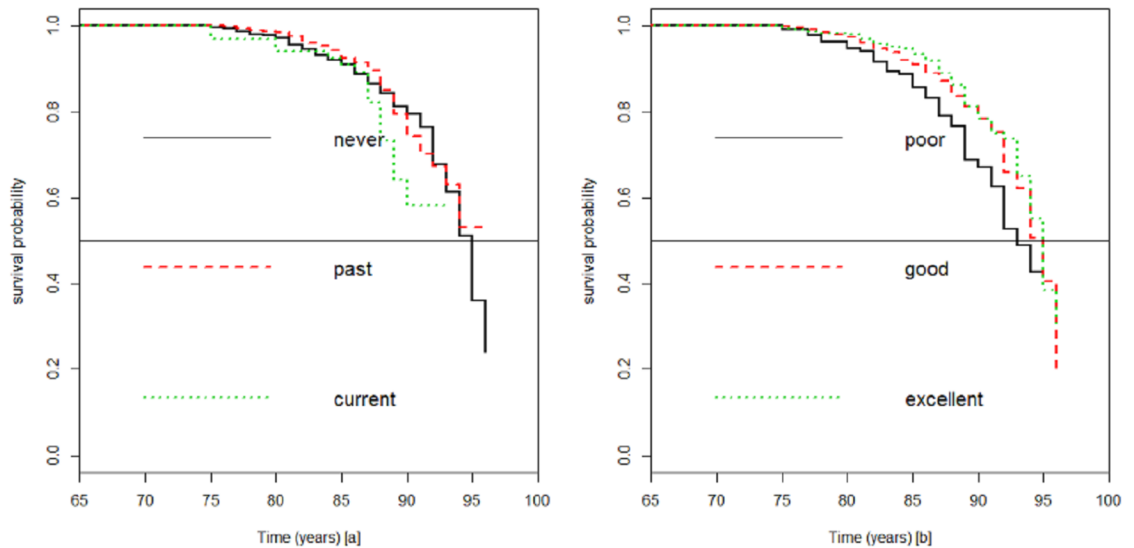 survival probability
1.0
0.8
0.6
0.4
0.2
0.0
never
past
current
65 70 75 80 85 90 95 100
Time (years) [a]
survival probability
1.0
0.8
0.6
0.4
0.2
0.0
poor
good
excellent
65 70 75 80 85 90 95 100
Time (years) [b]